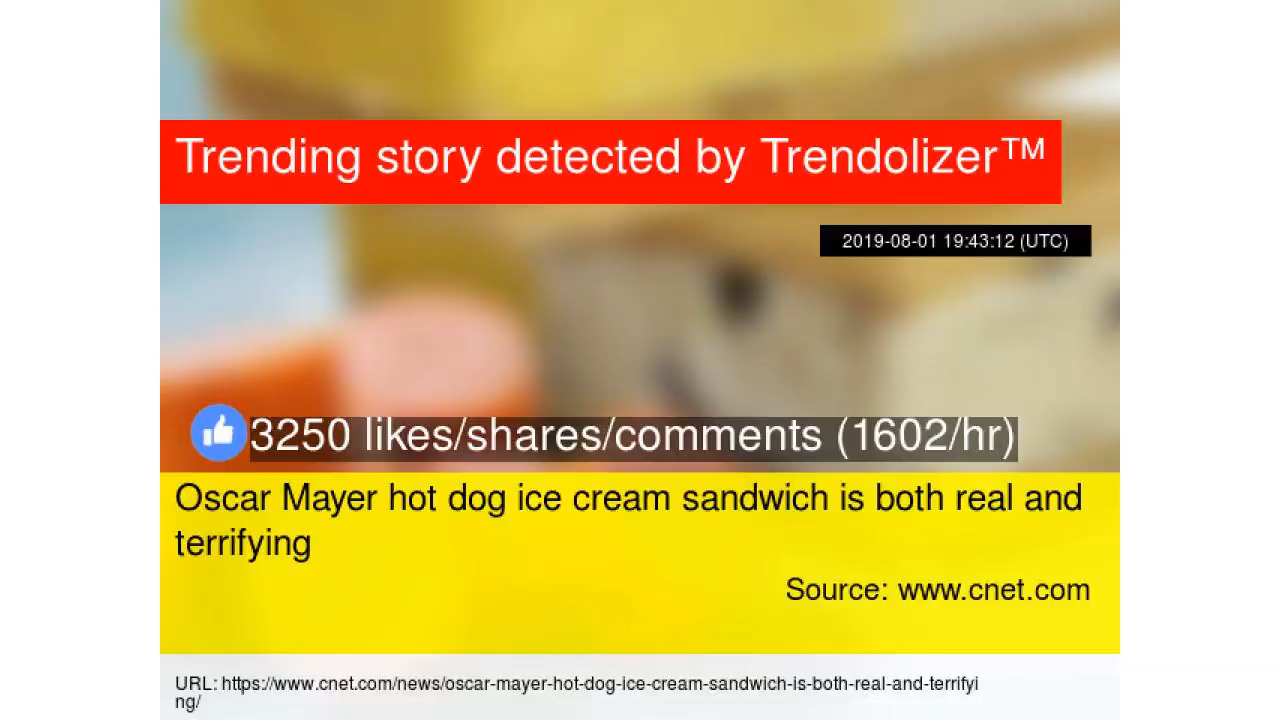 Trending story detected by Trendolizer™
2019-08-01 19:43:12 (UTC)
3250 likes/shares/comments (1602/hr)
Oscar Mayer hot dog ice cream sandwich is both real and
terrifying
Source: www.cnet.com
URL: https://www.cnet.com/news/oscar-mayer-hot-dog-ice-cream-sandwich-is-both-real-and-terrifyi
ng/